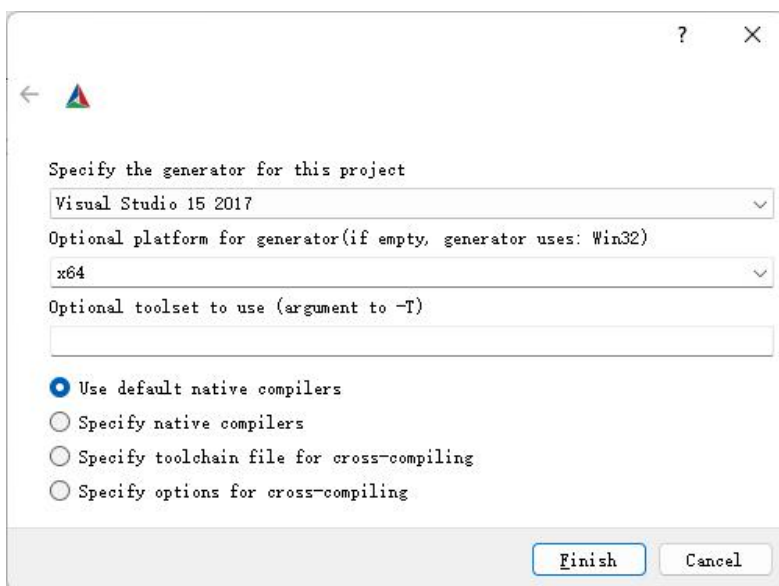 ?
Specify the generator for this project
Visual Studio 15 2017
Optional platform for generator(if empty, generator uses: Win32)
x64
Optional toolset to use (argument to -T)
Use default native compilers
Specify native compilers
Specify toolchain file for cross-compiling
Specify options for cross-compiling
Finish Cancel